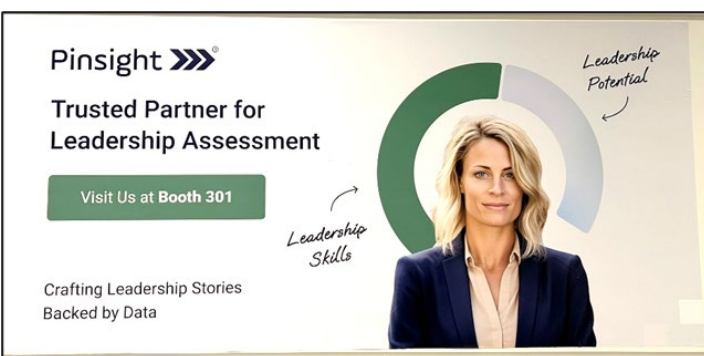 Pinsight
Trusted Partner for
Leadership Assessment
Visit Us at Booth 301
Crafting Leadership Stories
Backed by Data
Leadership
Skills
Leadership
Potential